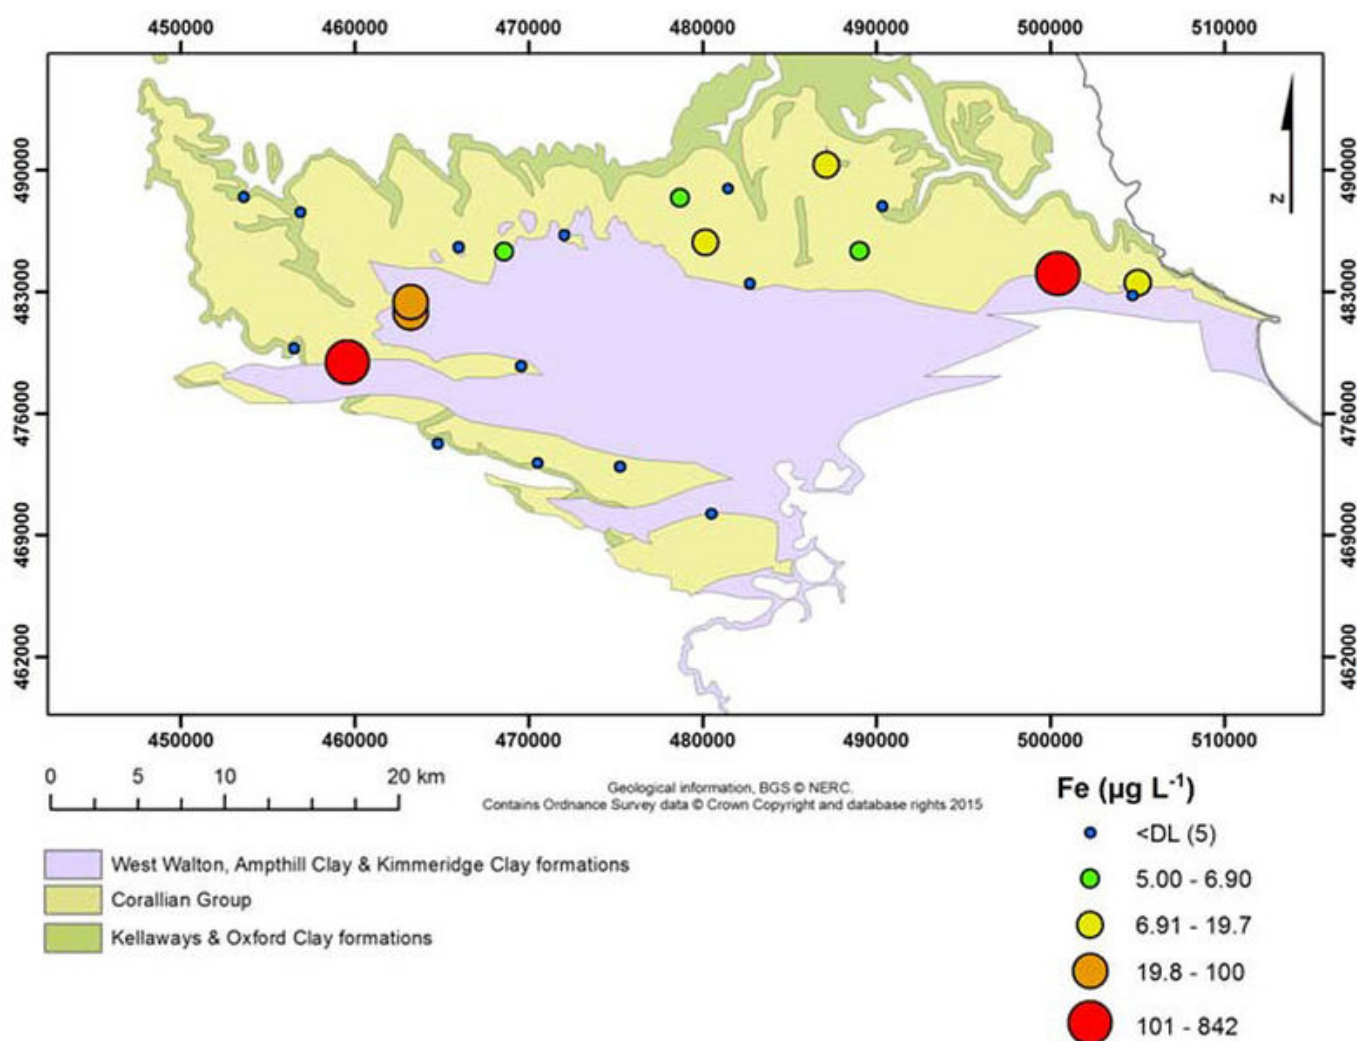 450000 460000 470000 480000 490000 500000 510000
490000 490000
483000 483000
476000 476000
469000 469000
462000 462000
N
450000 460000 470000 480000 490000 500000 510000
0 5 10 20 km
Geological information, BGS © NERC.
Contains Ordnance Survey data © Crown Copyright and database rights 2015
West Walton, Ampthill Clay & Kimmeridge Clay formations
Corallian Group
Kellaways & Oxford Clay formations
Fe (µg L⁻¹)
<DL (5)
5.00 - 6.90
6.91 - 19.7
19.8 - 100
101 - 842